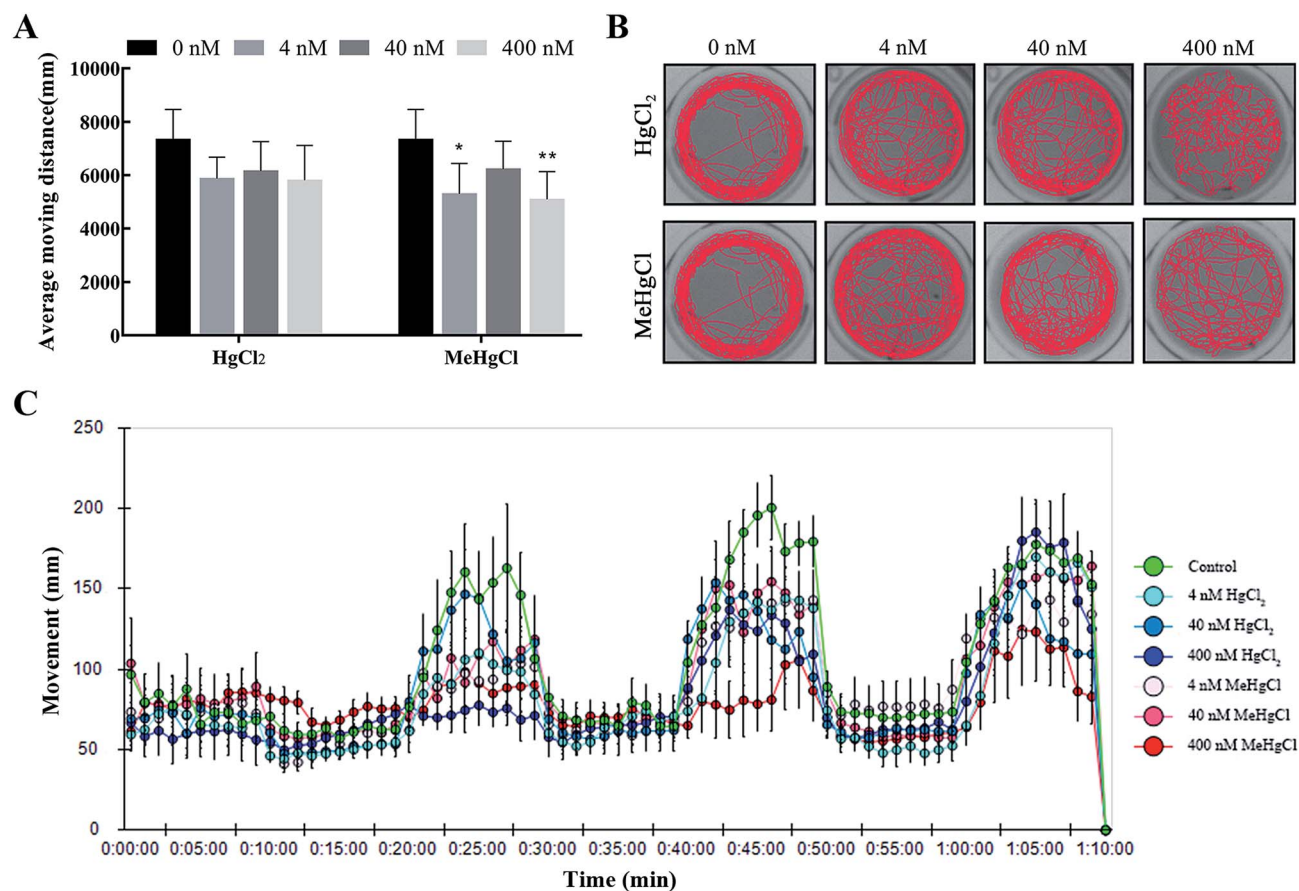 A
0 nM 4 nM 40 nM 400 nM
Average moving distance(mm)
10000
8000
6000
4000
2000
0
* **
HgCl₂ MeHgCl
B
0 nM 4 nM 40 nM 400 nM
HgCl₂
MeHgCl
C
Movement (mm)
250
200
150
100
50
0
0:00:00 0:05:00 0:10:00 0:15:00 0:20:00 0:25:00 0:30:00 0:35:00 0:40:00 0:45:00 0:50:00 0:55:00 1:00:00 1:05:00 1:10:00
Time (min)
Control
4 nM HgCl₂
40 nM HgCl₂
400 nM HgCl₂
4 nM MeHgCl
40 nM MeHgCl
400 nM MeHgCl